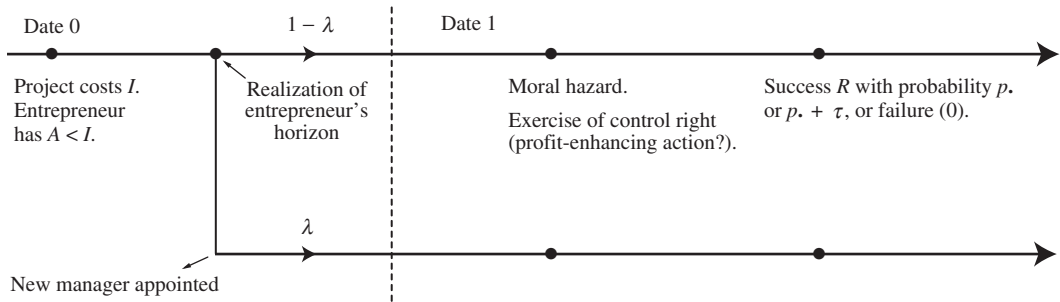 Date 0
1 − λ
Date 1
Project costs I.
Entrepreneur
has A < I.
Realization of
entrepreneur's
horizon
Moral hazard.
Exercise of control right
(profit-enhancing action?).
Success R with probability p•
or p• + τ, or failure (0).
λ
New manager appointed